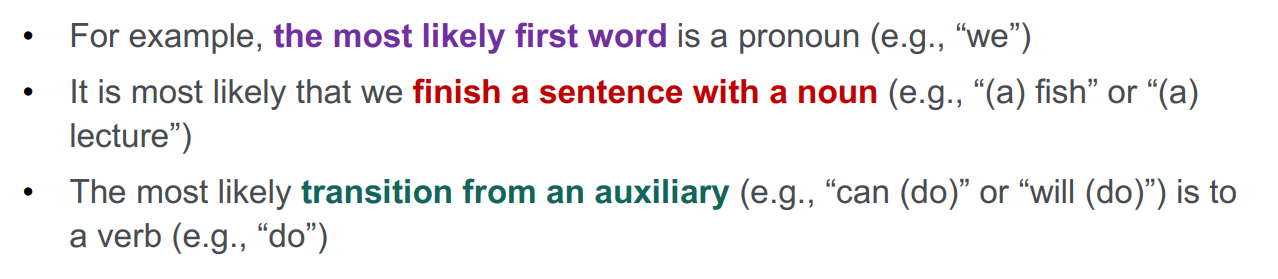 • For example, the most likely first word is a pronoun (e.g., “we”)
• It is most likely that we finish a sentence with a noun (e.g., “(a) fish” or “(a)
lecture”)
• The most likely transition from an auxiliary (e.g., “can (do)” or “will (do)”) is to
a verb (e.g., “do”)